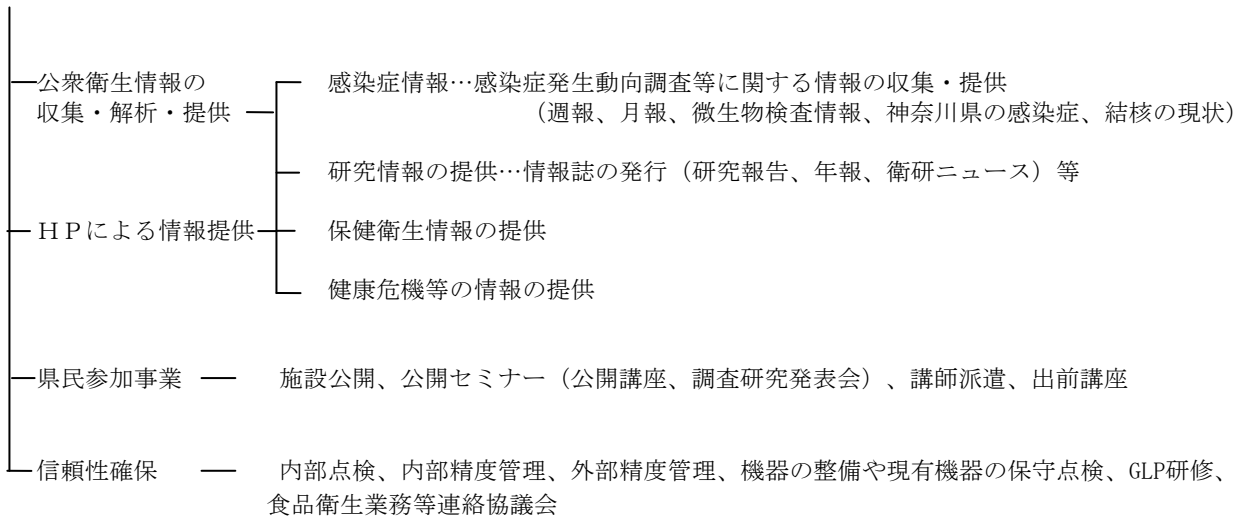 公衆衛生情報の
収集・解析・提供
感染症情報…感染症発生動向調査等に関する情報の収集・提供
（週報、月報、微生物検査情報、神奈川県の感染症、結核の現状）
研究情報の提供…情報誌の発行（研究報告、年報、衛研ニュース）等
ＨＰによる情報提供
保健衛生情報の提供
健康危機等の情報の提供
県民参加事業
施設公開、公開セミナー（公開講座、調査研究発表会）、講師派遣、出前講座
信頼性確保
内部点検、内部精度管理、外部精度管理、機器の整備や現有機器の保守点検、GLP研修、
食品衛生業務等連絡協議会